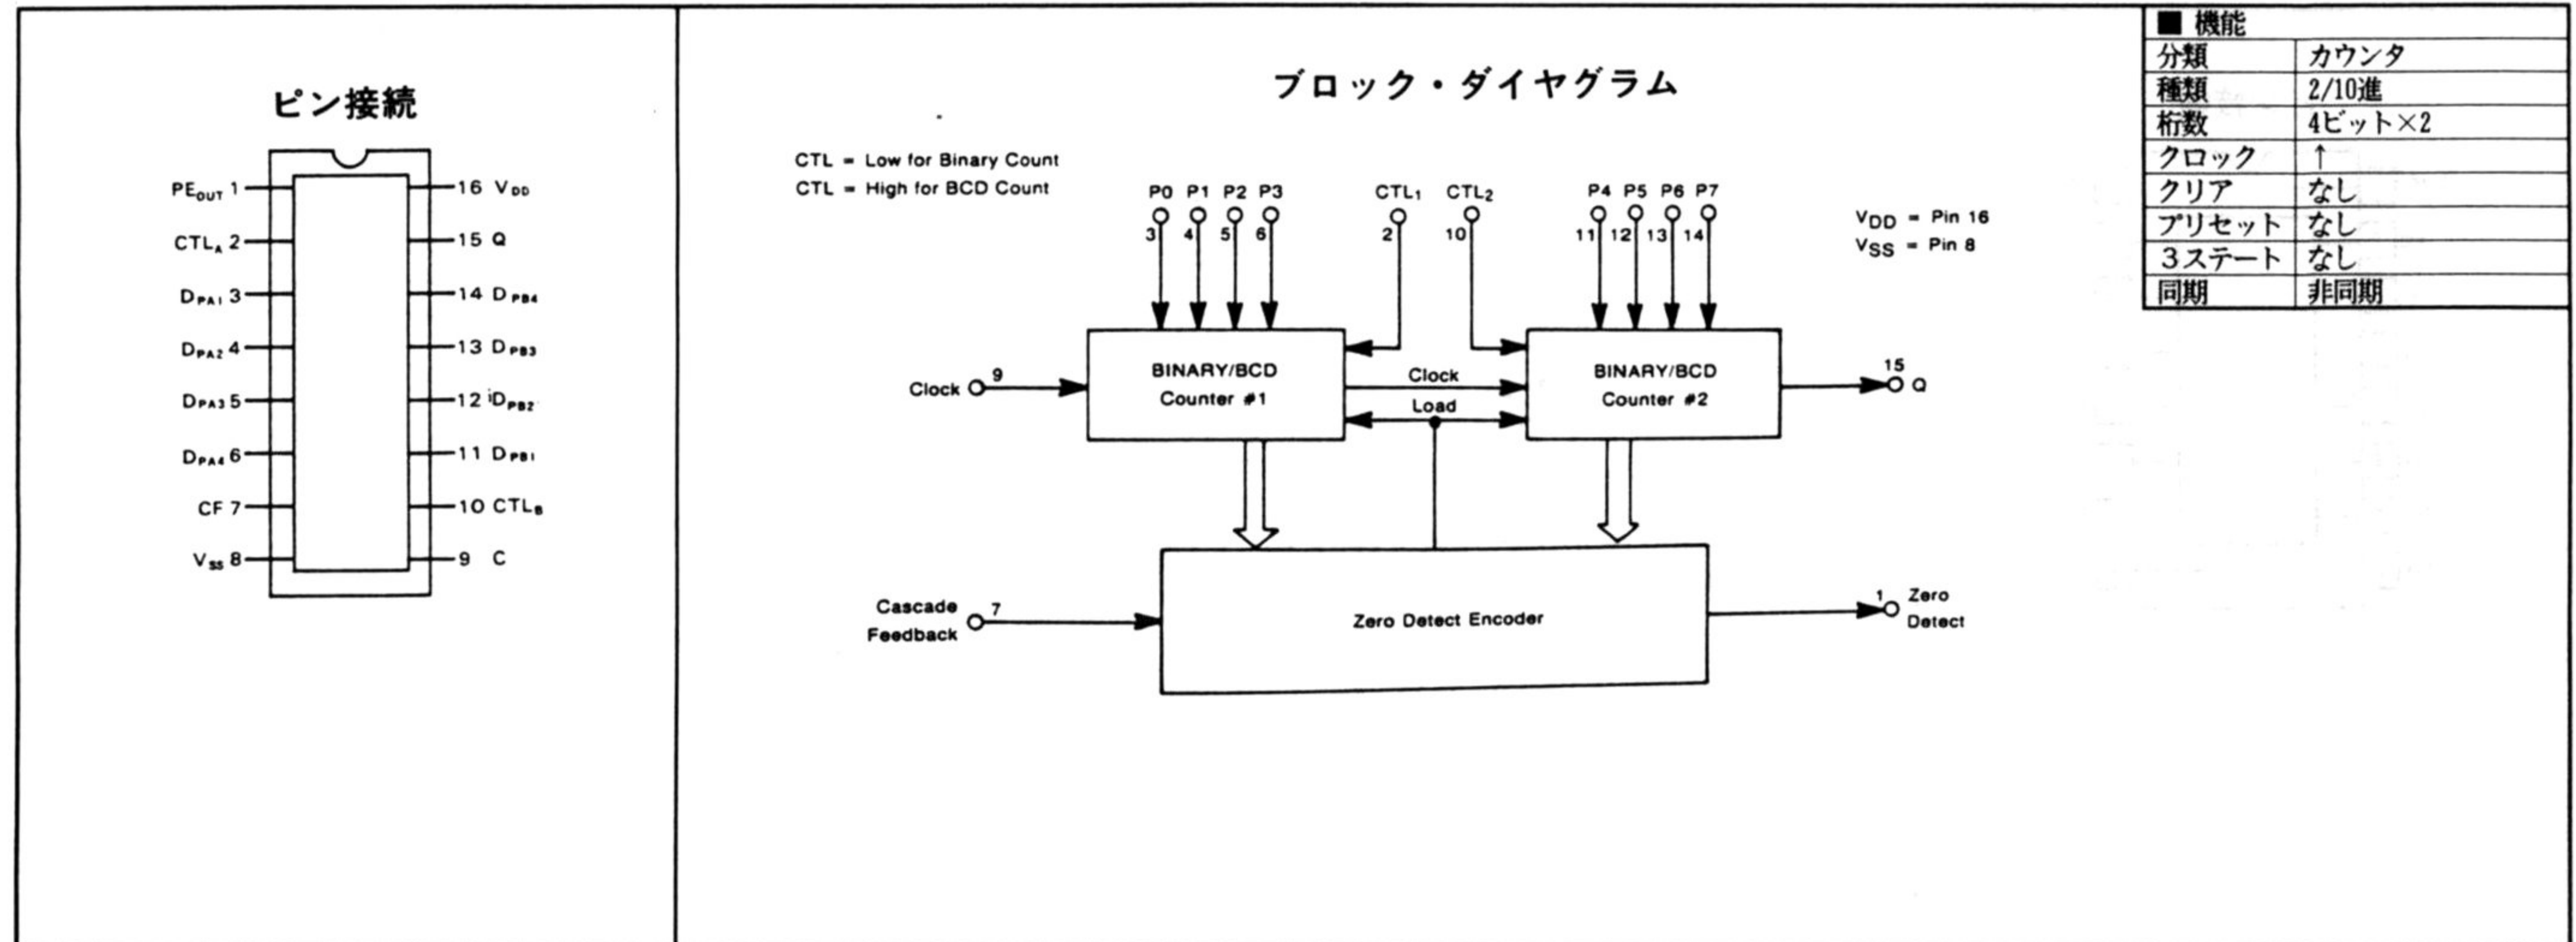 ピン接続
PEOUT 1
CTLA 2
DPA1 3
DPA2 4
DPA3 5
DPA4 6
CF 7
VSS 8
16 VDD
15 Q
14 DPB4
13 DPB3
12 DPB2
11 DPB1
10 CTLB
9 C
ブロック・ダイヤグラム
CTL = Low for Binary Count
CTL = High for BCD Count
P0 P1 P2 P3
3 4 5 6
CTL1 CTL2
2 10
P4 P5 P6 P7
11 12 13 14
VDD = Pin 16
VSS = Pin 8
Clock 9
BINARY/BCD
Counter #1
Clock
Load
BINARY/BCD
Counter #2
15
Q
Cascade
Feedback
7
Zero Detect Encoder
1
Zero
Detect
■ 機能
分類 カウンタ
種類 2/10進
桁数 4ビット×2
クロック ↑
クリア なし
プリセット なし
3ステート なし
同期 非同期